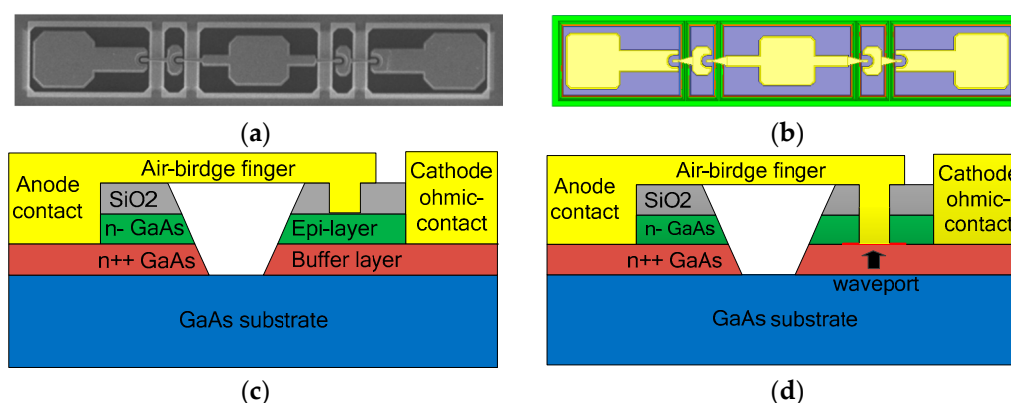 (a)
(b)
Air-birdge finger
Anode
contact
SiO2
n- GaAs
n++ GaAs
Cathode
ohmic-
contact
Epi-layer
Buffer layer
GaAs substrate
(c)
Air-birdge finger
Anode
contact
SiO2
n- GaAs
n++ GaAs
Cathode
ohmic-
contact
waveport
GaAs substrate
(d)